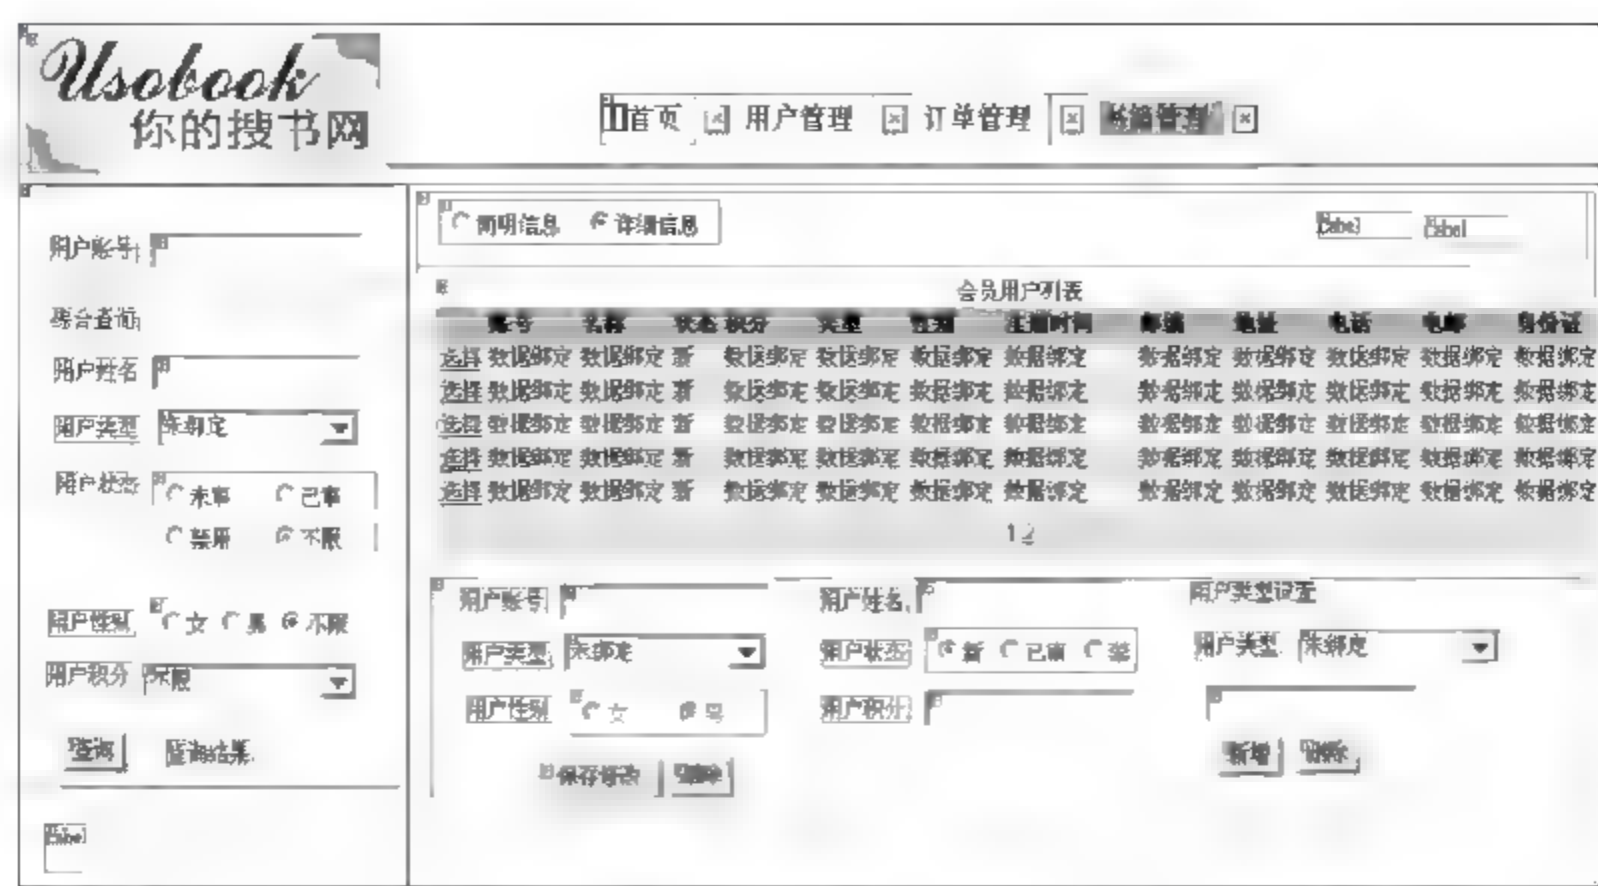 Usobook
你的搜书网
首页 用户管理 订单管理
简明信息 详细信息 Label Label
用户账号
综合查询
用户姓名
用户类型 未绑定
用户状态 未审 已审
禁用 不限
用户性别 女 男 不限
用户积分 不限
查询 查询结果
Label
会员用户列表
账号 名称 状态 积分 类型 性别 注册时间 邮编 地址 电话 电邮 身份证
选择 数据绑定 数据绑定 新 数据绑定 数据绑定 数据绑定 数据绑定 数据绑定 数据绑定 数据绑定 数据绑定 数据绑定
选择 数据绑定 数据绑定 新 数据绑定 数据绑定 数据绑定 数据绑定 数据绑定 数据绑定 数据绑定 数据绑定 数据绑定
选择 数据绑定 数据绑定 新 数据绑定 数据绑定 数据绑定 数据绑定 数据绑定 数据绑定 数据绑定 数据绑定 数据绑定
选择 数据绑定 数据绑定 新 数据绑定 数据绑定 数据绑定 数据绑定 数据绑定 数据绑定 数据绑定 数据绑定 数据绑定
选择 数据绑定 数据绑定 新 数据绑定 数据绑定 数据绑定 数据绑定 数据绑定 数据绑定 数据绑定 数据绑定 数据绑定
1 2
用户账号 用户姓名 用户类型设置
用户类型 未绑定 用户状态 新 已审 禁 用户类型 未绑定
用户性别 女 男 用户积分
保存修改 删除 新增 删除